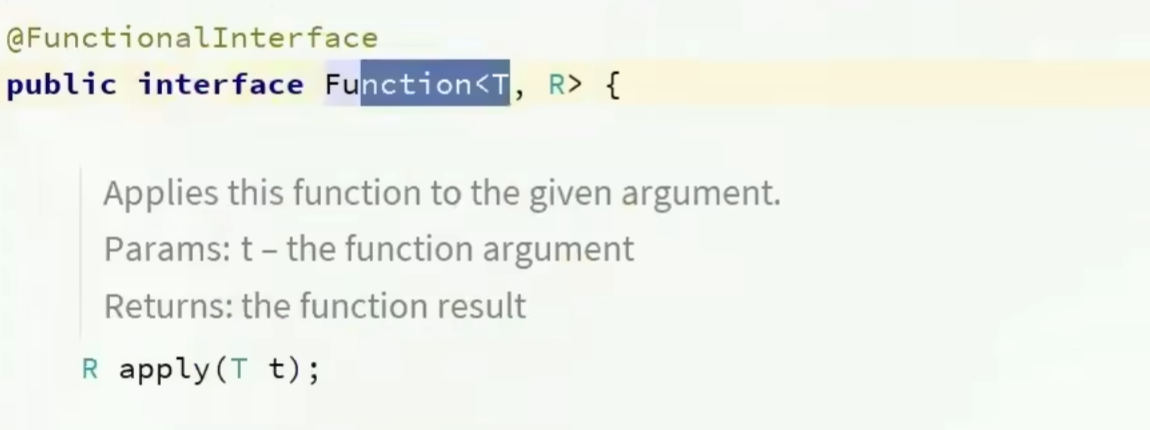 @FunctionalInterface
public interface Function<T, R> {
Applies this function to the given argument.
Params: t – the function argument
Returns: the function result
R apply(T t);